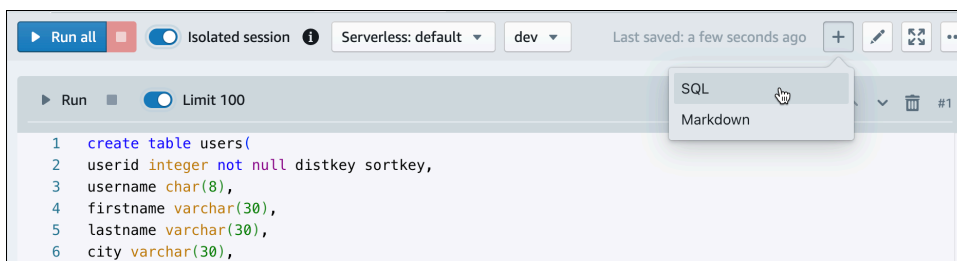 Run all Isolated session i Serverless: default dev Last saved: a few seconds ago
SQL
Markdown
Run Limit 100 #1
1 create table users(
2 userid integer not null distkey sortkey,
3 username char(8),
4 firstname varchar(30),
5 lastname varchar(30),
6 city varchar(30),